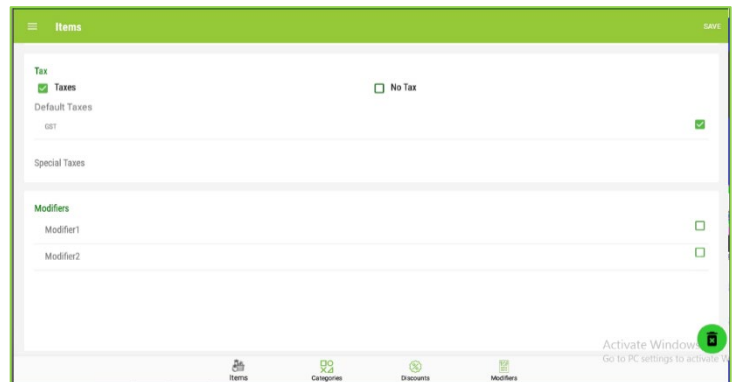 Items SAVE
Tax
Taxes No Tax
Default Taxes
GST
Special Taxes
Modifiers
Modifier1
Modifier2
Activate Window
Go to PC settings to activate W
Items Categories Discounts Modifiers